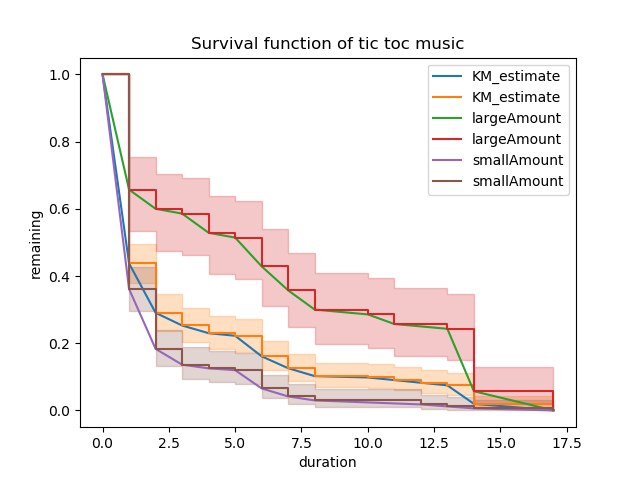 Survival function of tic toc music
KM_estimate
KM_estimate
largeAmount
largeAmount
smallAmount
smallAmount
1.0
0.8
0.6
0.4
0.2
0.0
remaining
0.0 2.5 5.0 7.5 10.0 12.5 15.0 17.5
duration